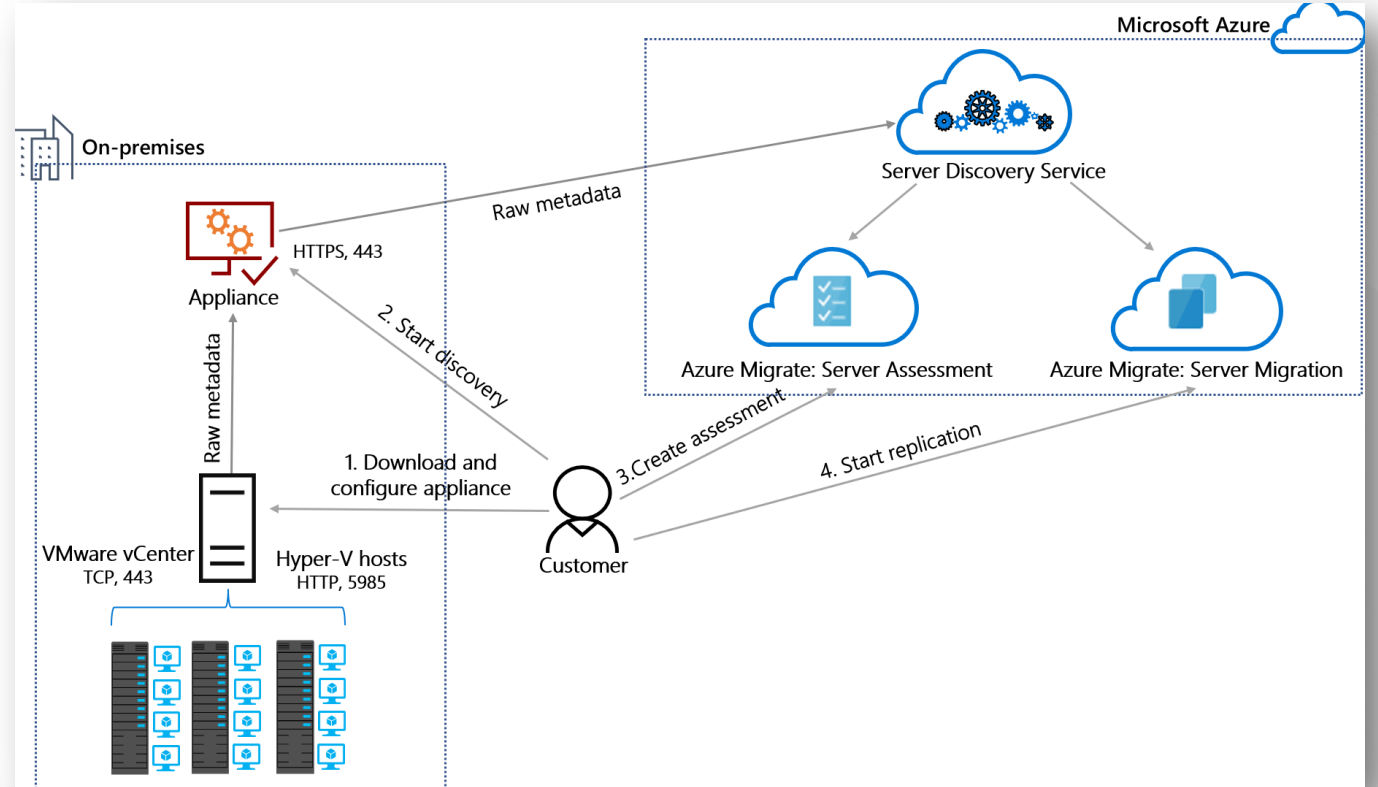 Microsoft Azure
On-premises
Server Discovery Service
Raw metadata
HTTPS, 443
Appliance
2. Start discovery
Azure Migrate: Server Assessment
Azure Migrate: Server Migration
Raw metadata
3.Create assessment
4. Start replication
1. Download and
configure appliance
VMware vCenter
TCP, 443
Hyper-V hosts
HTTP, 5985
Customer